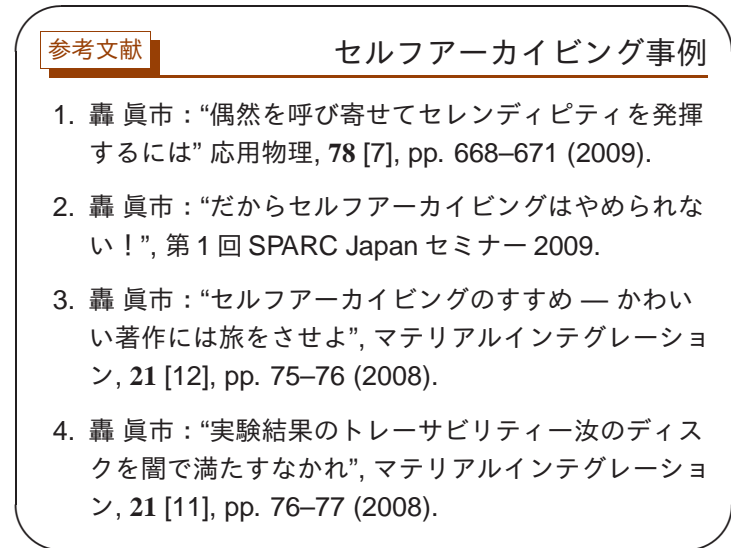 参考文献
セルフアーカイビング事例
1. 轟 眞市：“偶然を呼び寄せてセレンディピティを発揮
するには” 応用物理, 78 [7], pp. 668–671 (2009).
2. 轟 眞市：“だからセルフアーカイビングはやめられな
い！”, 第 1 回 SPARC Japan セミナー 2009.
3. 轟 眞市：“セルフアーカイビングのすすめ — かわい
い著作には旅をさせよ”, マテリアルインテグレーショ
ン, 21 [12], pp. 75–76 (2008).
4. 轟 眞市：“実験結果のトレーサビリティー汝のディス
クを闇で満たすなかれ”, マテリアルインテグレーショ
ン, 21 [11], pp. 76–77 (2008).